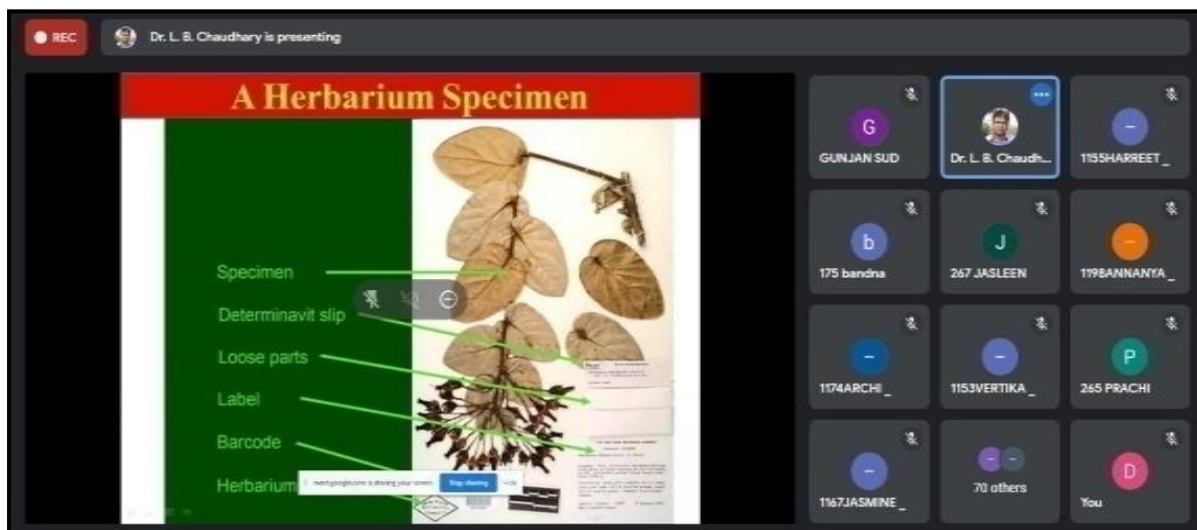 REC
Dr. L. B. Chaudhary is presenting
A Herbarium Specimen
Specimen
Determinavit slip
Loose parts
Label
Barcode
Herbarium
meet.google.com is sharing your screen
Stop sharing
Hide
G
GUNJAN SUD
Dr. L. B. Chaudh...
1155HARREET_
b
175 bandna
J
267 JASLEEN
1198ANNANYA_
1174ARCHI_
1153VERTIKA_
P
265 PRACHI
1167JASMINE_
70 others
D
You